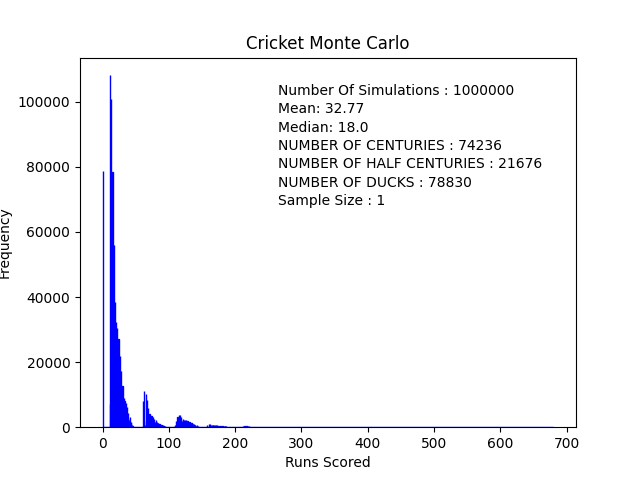 Cricket Monte Carlo
Number Of Simulations : 1000000
Mean: 32.77
Median: 18.0
NUMBER OF CENTURIES : 74236
NUMBER OF HALF CENTURIES : 21676
NUMBER OF DUCKS : 78830
Sample Size : 1
Frequency
100000
80000
60000
40000
20000
0
0 100 200 300 400 500 600 700
Runs Scored